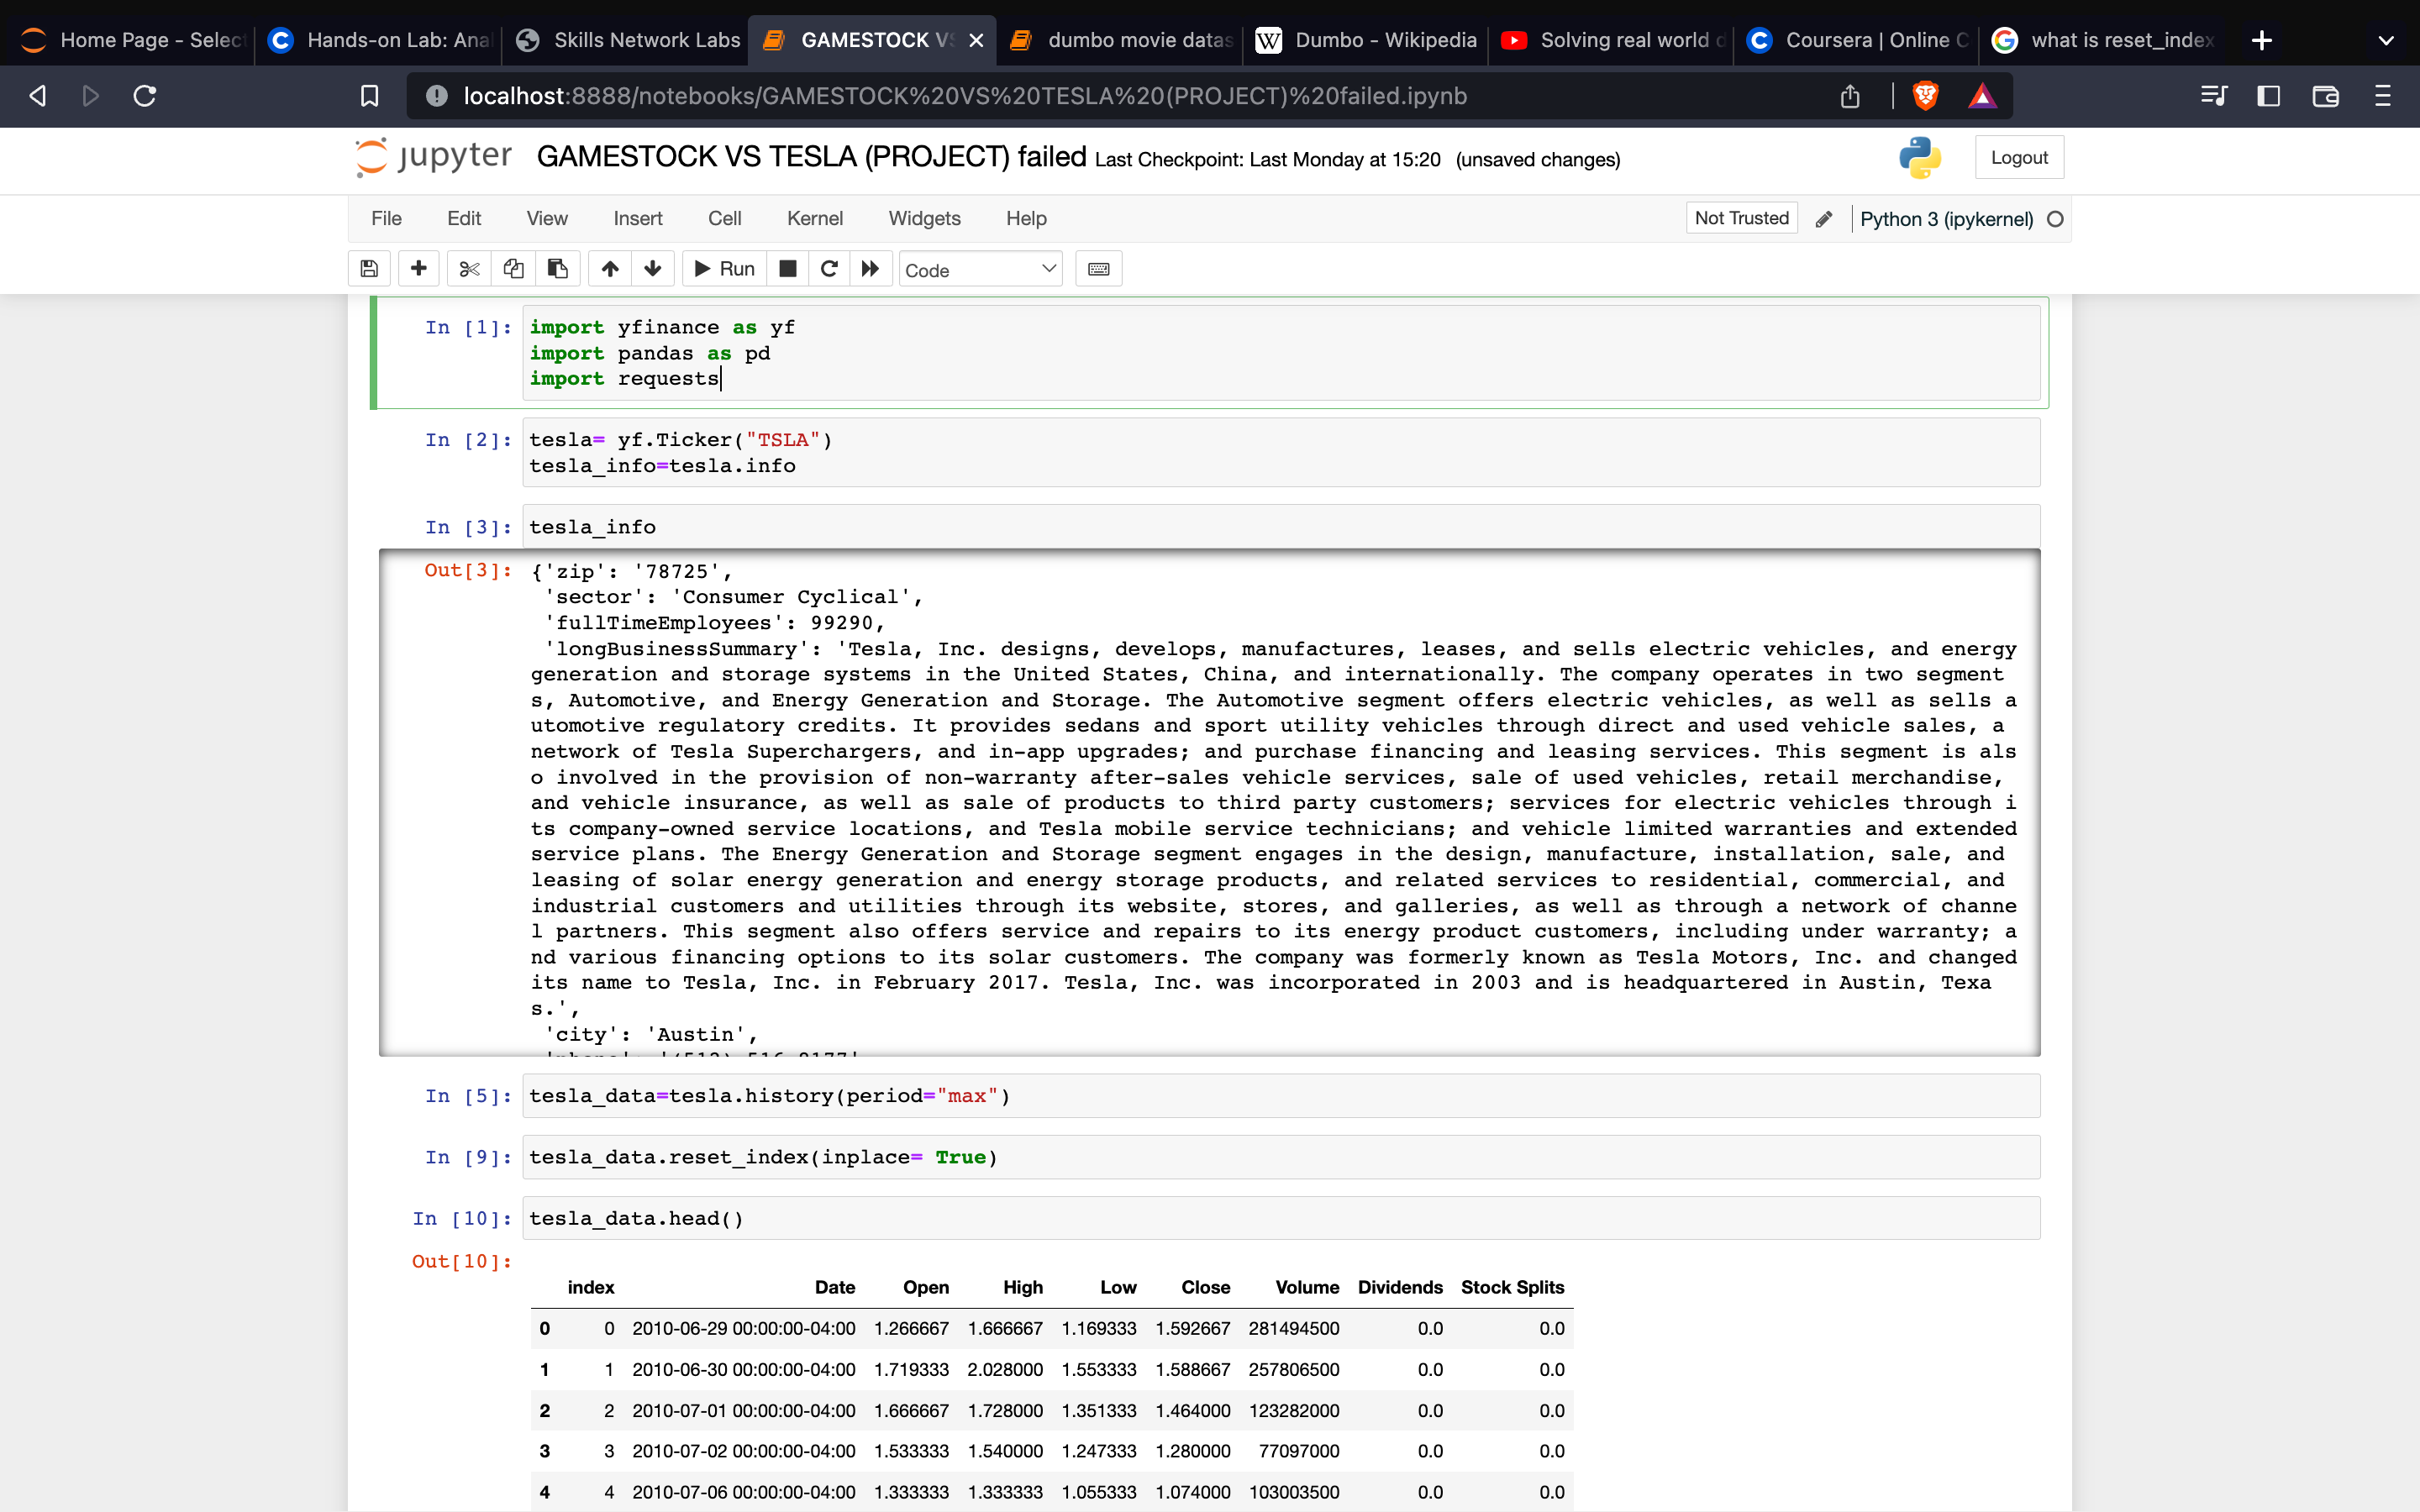 Home Page - Select
Hands-on Lab: Anal
Skills Network Labs
GAMESTOCK VS
dumbo movie datas
Dumbo - Wikipedia
Solving real world d
Coursera | Online C
what is reset_index
localhost:8888/notebooks/GAMESTOCK%20VS%20TESLA%20(PROJECT)%20failed.ipynb
jupyter GAMESTOCK VS TESLA (PROJECT) failed Last Checkpoint: Last Monday at 15:20 (unsaved changes)
Logout
File Edit View Insert Cell Kernel Widgets Help
Not Trusted
Python 3 (ipykernel)
Run
Code
In [1]: import yfinance as yf
import pandas as pd
import requests
In [2]: tesla= yf.Ticker("TSLA")
tesla_info=tesla.info
In [3]: tesla_info
Out[3]: {'zip': '78725',
'sector': 'Consumer Cyclical',
'fullTimeEmployees': 99290,
'longBusinessSummary': 'Tesla, Inc. designs, develops, manufactures, leases, and sells electric vehicles, and energy
generation and storage systems in the United States, China, and internationally. The company operates in two segment
s, Automotive, and Energy Generation and Storage. The Automotive segment offers electric vehicles, as well as sells a
utomotive regulatory credits. It provides sedans and sport utility vehicles through direct and used vehicle sales, a
network of Tesla Superchargers, and in-app upgrades; and purchase financing and leasing services. This segment is als
o involved in the provision of non-warranty after-sales vehicle services, sale of used vehicles, retail merchandise,
and vehicle insurance, as well as sale of products to third party customers; services for electric vehicles through i
ts company-owned service locations, and Tesla mobile service technicians; and vehicle limited warranties and extended
service plans. The Energy Generation and Storage segment engages in the design, manufacture, installation, sale, and
leasing of solar energy generation and energy storage products, and related services to residential, commercial, and
industrial customers and utilities through its website, stores, and galleries, as well as through a network of channe
l partners. This segment also offers service and repairs to its energy product customers, including under warranty; a
nd various financing options to its solar customers. The company was formerly known as Tesla Motors, Inc. and changed
its name to Tesla, Inc. in February 2017. Tesla, Inc. was incorporated in 2003 and is headquartered in Austin, Texa
s.',
'city': 'Austin',
In [5]: tesla_data=tesla.history(period="max")
In [9]: tesla_data.reset_index(inplace= True)
In [10]: tesla_data.head()
Out[10]:
index Date Open High Low Close Volume Dividends Stock Splits
0 0 2010-06-29 00:00:00-04:00 1.266667 1.666667 1.169333 1.592667 281494500 0.0 0.0
1 1 2010-06-30 00:00:00-04:00 1.719333 2.028000 1.553333 1.588667 257806500 0.0 0.0
2 2 2010-07-01 00:00:00-04:00 1.666667 1.728000 1.351333 1.464000 123282000 0.0 0.0
3 3 2010-07-02 00:00:00-04:00 1.533333 1.540000 1.247333 1.280000 77097000 0.0 0.0
4 4 2010-07-06 00:00:00-04:00 1.333333 1.333333 1.055333 1.074000 103003500 0.0 0.0